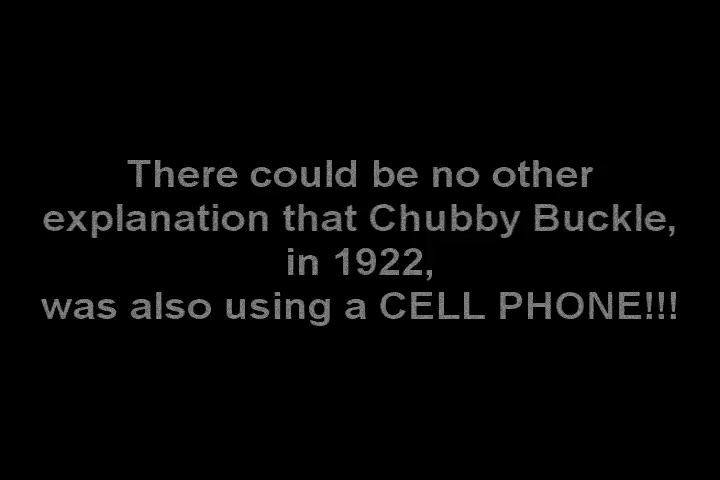 There could be no other
explanation that Chubby Buckle,
in 1922,
was also using a CELL PHONE!!!